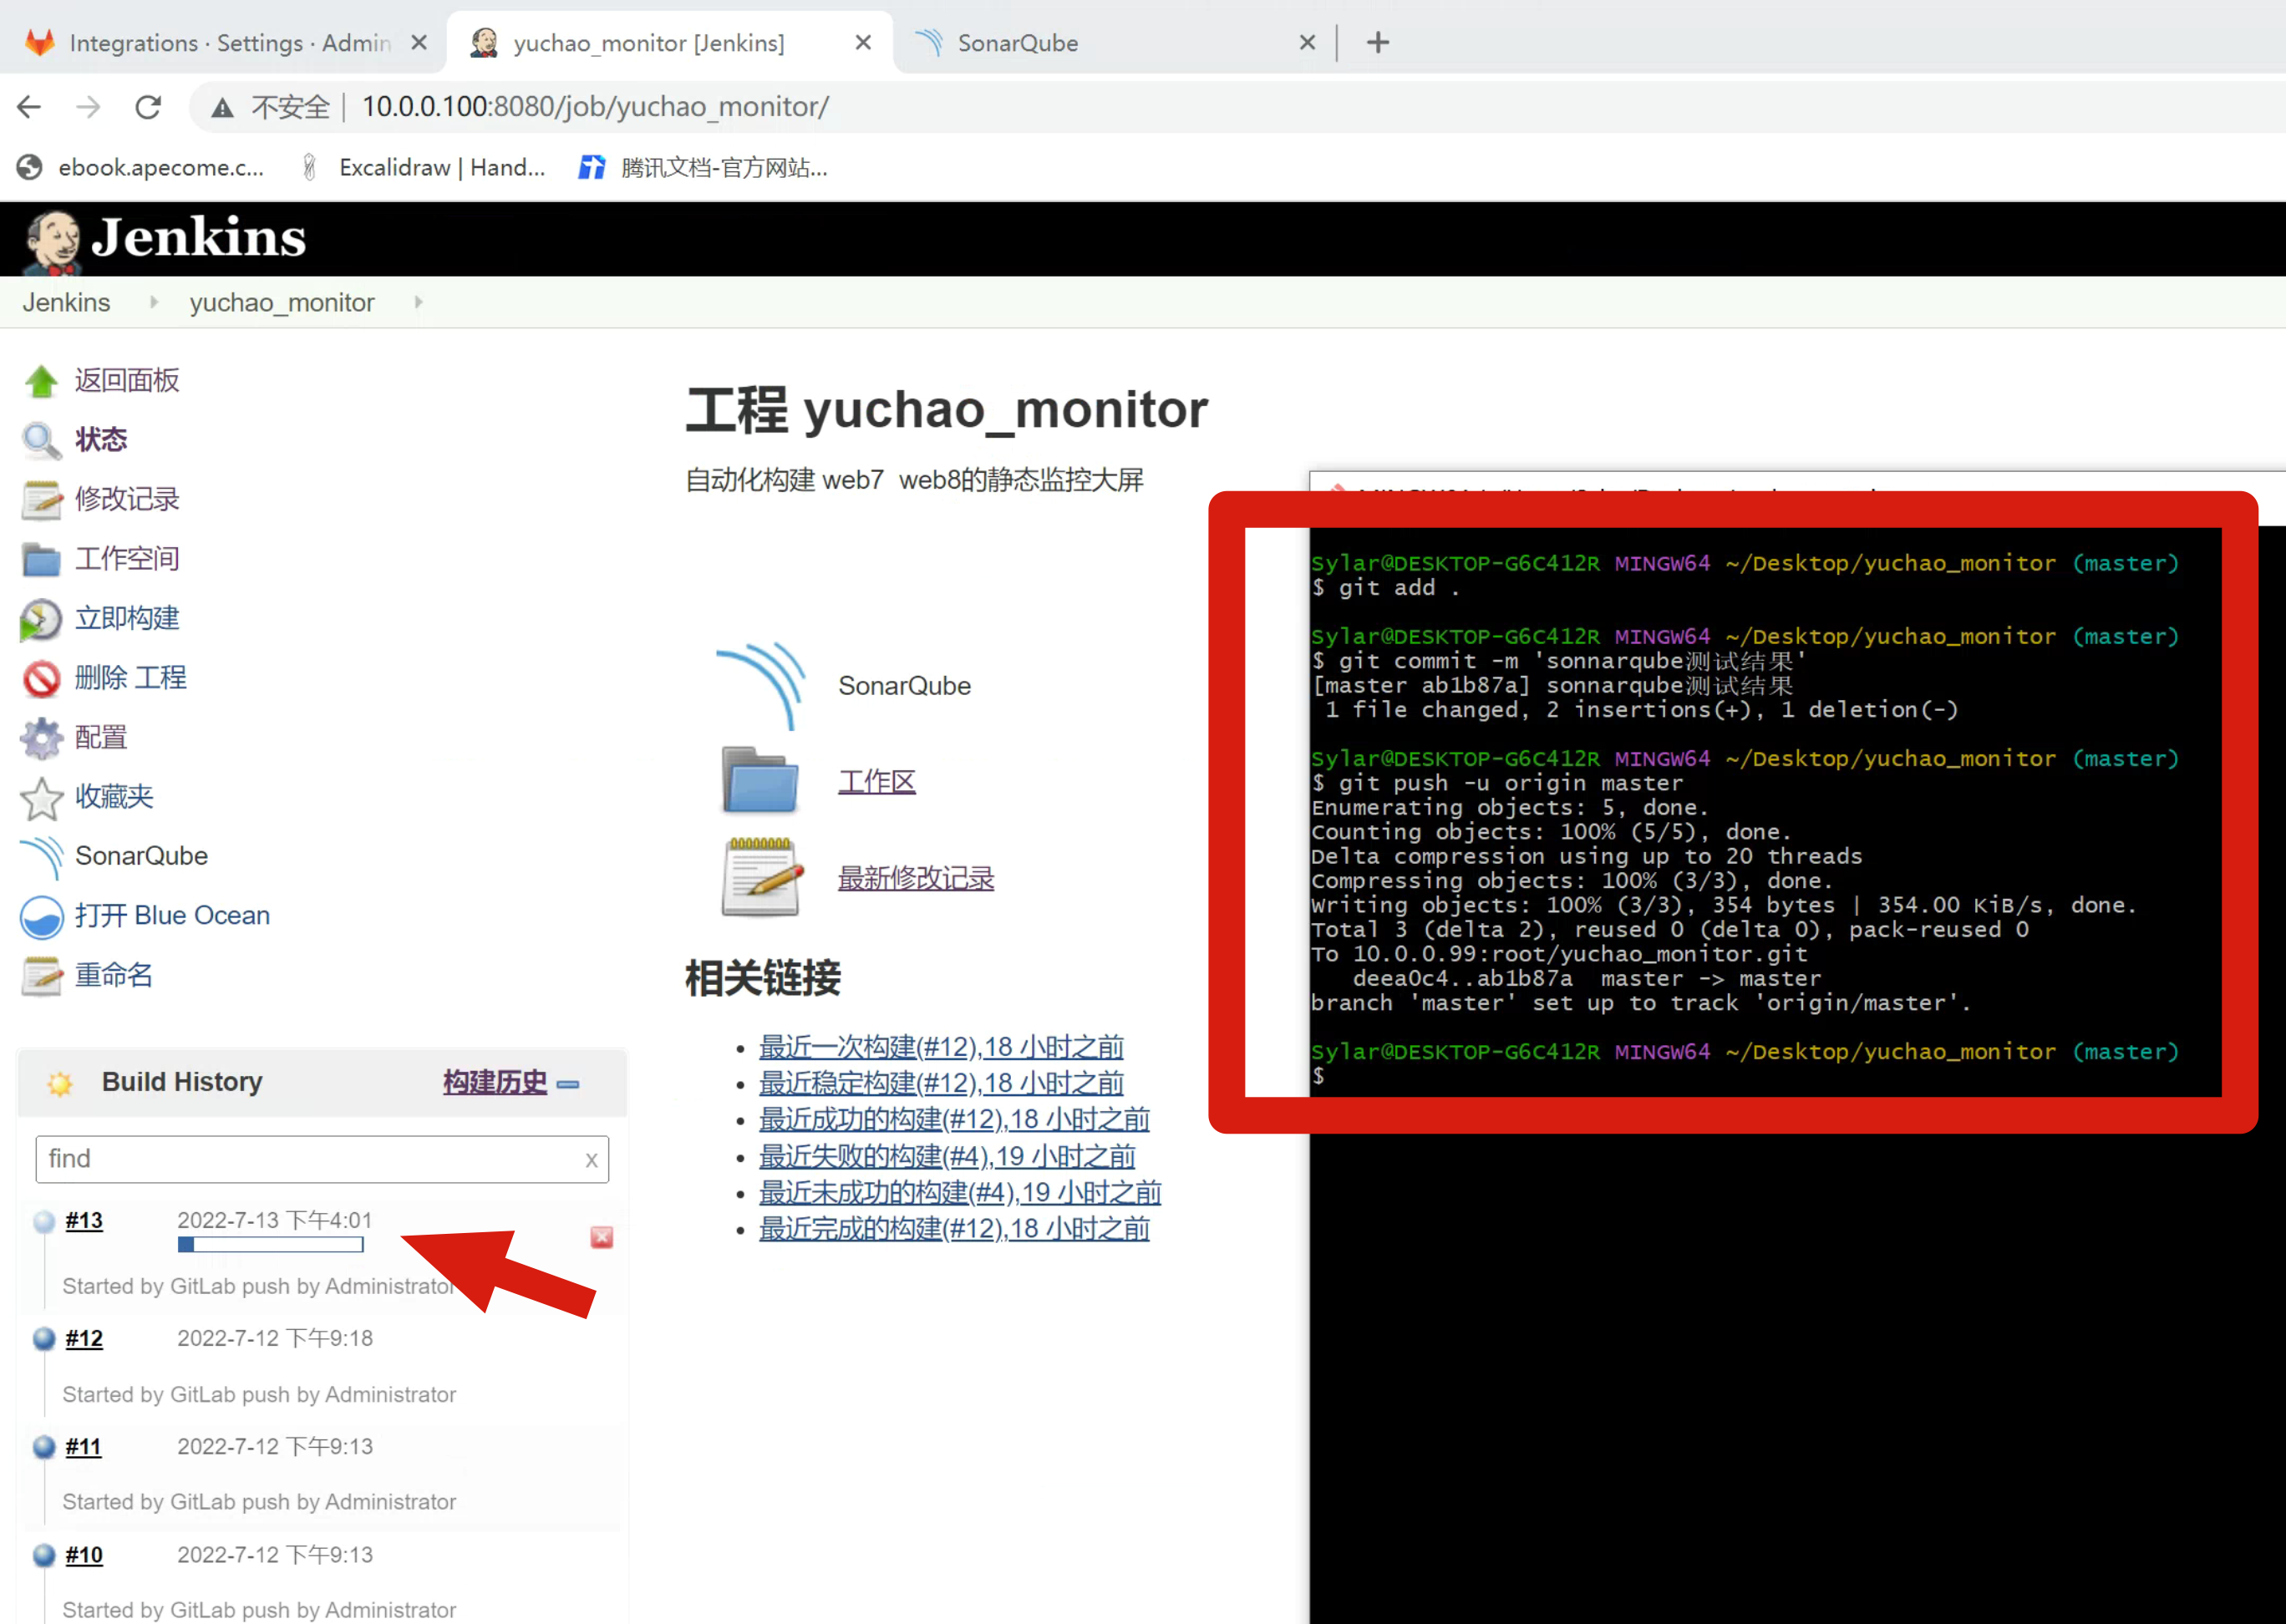 Integrations · Settings · Admin
yuchao_monitor [Jenkins]
SonarQube
不安全 | 10.0.0.100:8080/job/yuchao_monitor/
ebook.apecome.c...
Excalidraw | Hand...
腾讯文档-官方网站...
Jenkins
Jenkins
yuchao_monitor
返回面板
状态
修改记录
工作空间
立即构建
删除 工程
配置
收藏夹
SonarQube
打开 Blue Ocean
重命名
Build History
构建历史
find
x
#13
2022-7-13 下午4:01
Started by GitLab push by Administrator
#12
2022-7-12 下午9:18
Started by GitLab push by Administrator
#11
2022-7-12 下午9:13
Started by GitLab push by Administrator
#10
2022-7-12 下午9:13
Started by GitLab push by Administrator
工程 yuchao_monitor
自动化构建 web7 web8的静态监控大屏
SonarQube
工作区
最新修改记录
相关链接
最近一次构建(#12),18 小时之前
最近稳定构建(#12),18 小时之前
最近成功的构建(#12),18 小时之前
最近失败的构建(#4),19 小时之前
最近未成功的构建(#4),19 小时之前
最近完成的构建(#12),18 小时之前
Sylar@DESKTOP-G6C412R MINGW64 ~/Desktop/yuchao_monitor (master)
$ git add .
Sylar@DESKTOP-G6C412R MINGW64 ~/Desktop/yuchao_monitor (master)
$ git commit -m 'sonnarqube测试结果'
[master ab1b87a] sonnarqube测试结果
1 file changed, 2 insertions(+), 1 deletion(-)
Sylar@DESKTOP-G6C412R MINGW64 ~/Desktop/yuchao_monitor (master)
$ git push -u origin master
Enumerating objects: 5, done.
Counting objects: 100% (5/5), done.
Delta compression using up to 20 threads
Compressing objects: 100% (3/3), done.
Writing objects: 100% (3/3), 354 bytes | 354.00 KiB/s, done.
Total 3 (delta 2), reused 0 (delta 0), pack-reused 0
To 10.0.0.99:root/yuchao_monitor.git
deea0c4..ab1b87a master -> master
branch 'master' set up to track 'origin/master'.
Sylar@DESKTOP-G6C412R MINGW64 ~/Desktop/yuchao_monitor (master)
$